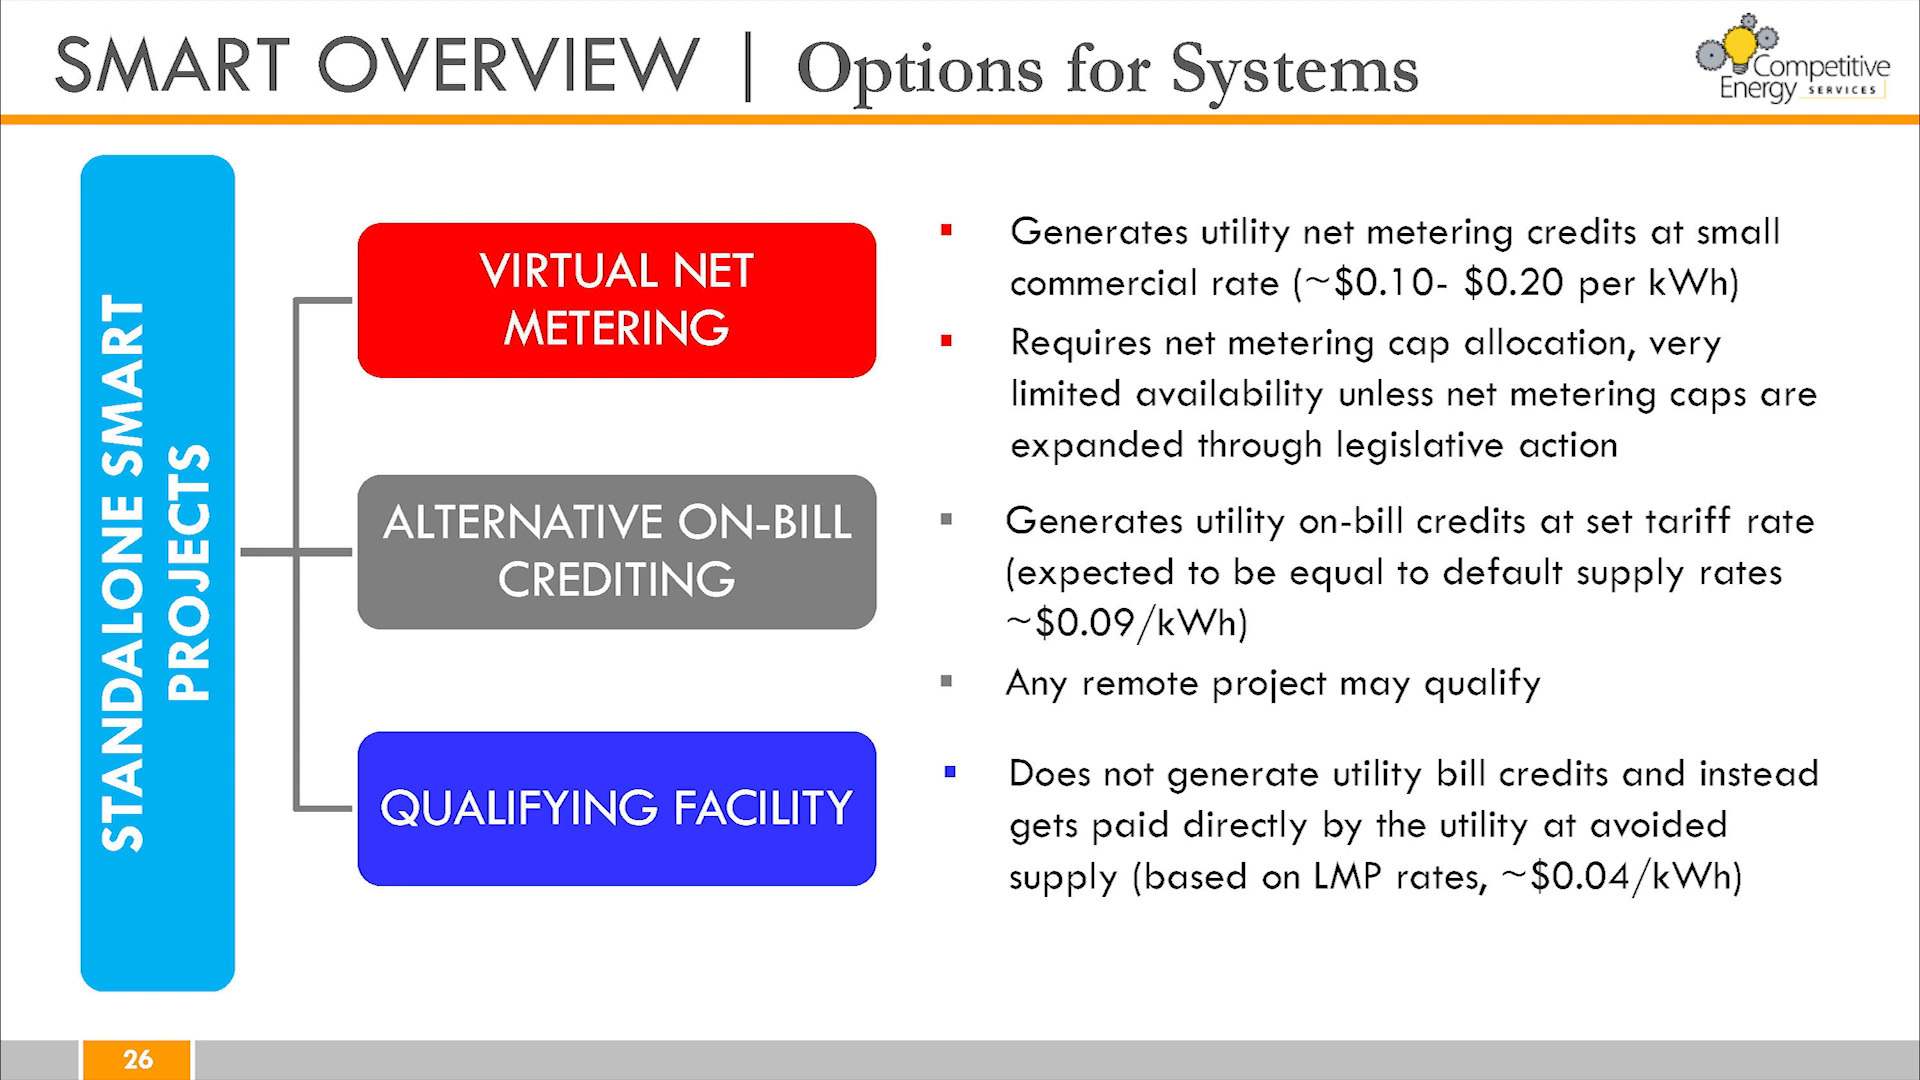 SMART OVERVIEW | Options for Systems
Competitive
Energy SERVICES
STANDALONE SMART
PROJECTS
VIRTUAL NET
METERING
▪ Generates utility net metering credits at small
commercial rate (~$0.10- $0.20 per kWh)
▪ Requires net metering cap allocation, very
limited availability unless net metering caps are
expanded through legislative action
ALTERNATIVE ON-BILL
CREDITING
▪ Generates utility on-bill credits at set tariff rate
(expected to be equal to default supply rates
~$0.09/kWh)
▪ Any remote project may qualify
QUALIFYING FACILITY
▪ Does not generate utility bill credits and instead
gets paid directly by the utility at avoided
supply (based on LMP rates, ~$0.04/kWh)
26